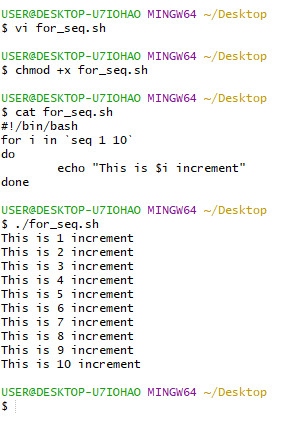 USER@DESKTOP-U7IOHAO MINGW64 ~/Desktop
$ vi for_seq.sh
USER@DESKTOP-U7IOHAO MINGW64 ~/Desktop
$ chmod +x for_seq.sh
USER@DESKTOP-U7IOHAO MINGW64 ~/Desktop
$ cat for_seq.sh
#!/bin/bash
for i in `seq 1 10`
do
        echo "This is $i increment"
done
USER@DESKTOP-U7IOHAO MINGW64 ~/Desktop
$ ./for_seq.sh
This is 1 increment
This is 2 increment
This is 3 increment
This is 4 increment
This is 5 increment
This is 6 increment
This is 7 increment
This is 8 increment
This is 9 increment
This is 10 increment
USER@DESKTOP-U7IOHAO MINGW64 ~/Desktop
$